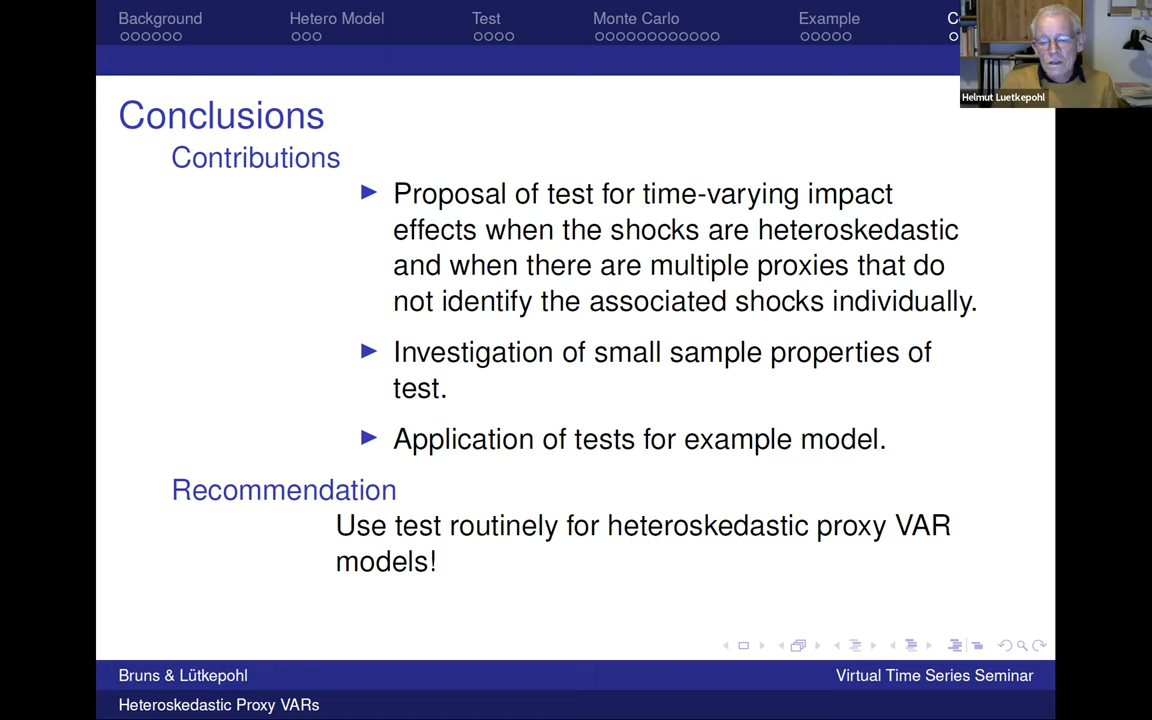 Background Hetero Model Test Monte Carlo Example C
Helmut Luetkepohl
Conclusions
Contributions
Proposal of test for time-varying impact
effects when the shocks are heteroskedastic
and when there are multiple proxies that do
not identify the associated shocks individually.
Investigation of small sample properties of
test.
Application of tests for example model.
Recommendation
Use test routinely for heteroskedastic proxy VAR
models!
Bruns & Lütkepohl Virtual Time Series Seminar
Heteroskedastic Proxy VARs